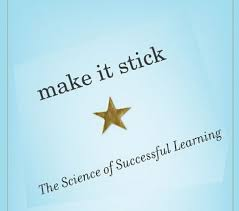 make it stick
The Science of Successful Learning